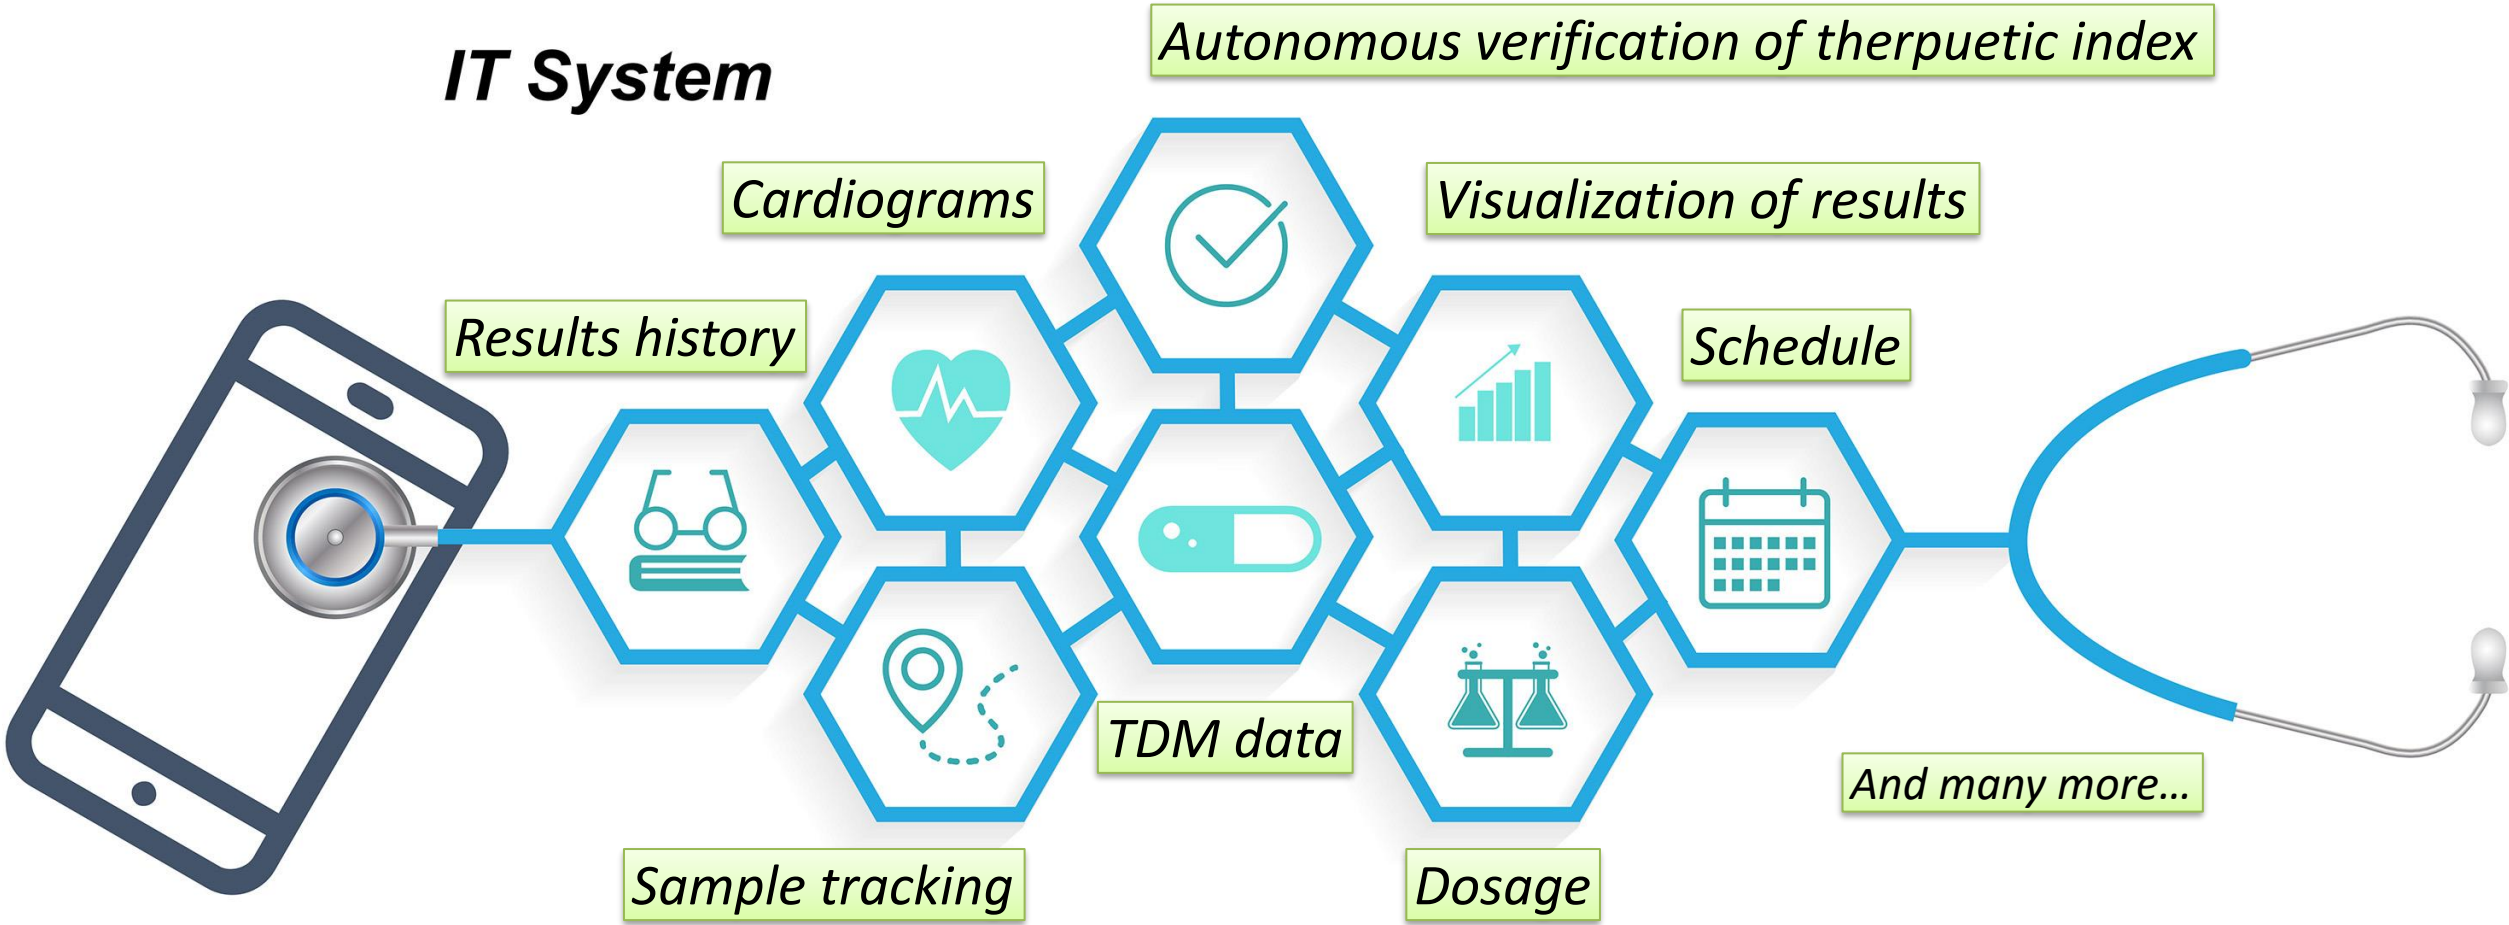 IT System
Autonomous verification of therpuetic index
Cardiograms
Visualization of results
Results history
Schedule
TDM data
And many more...
Sample tracking
Dosage